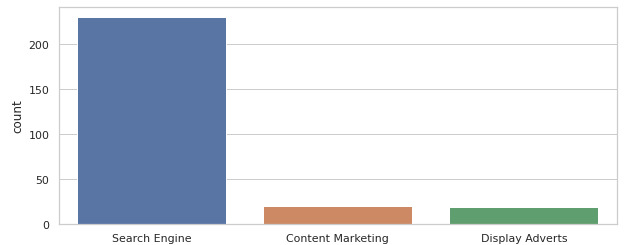 count
200
150
100
50
0
Search Engine
Content Marketing
Display Adverts